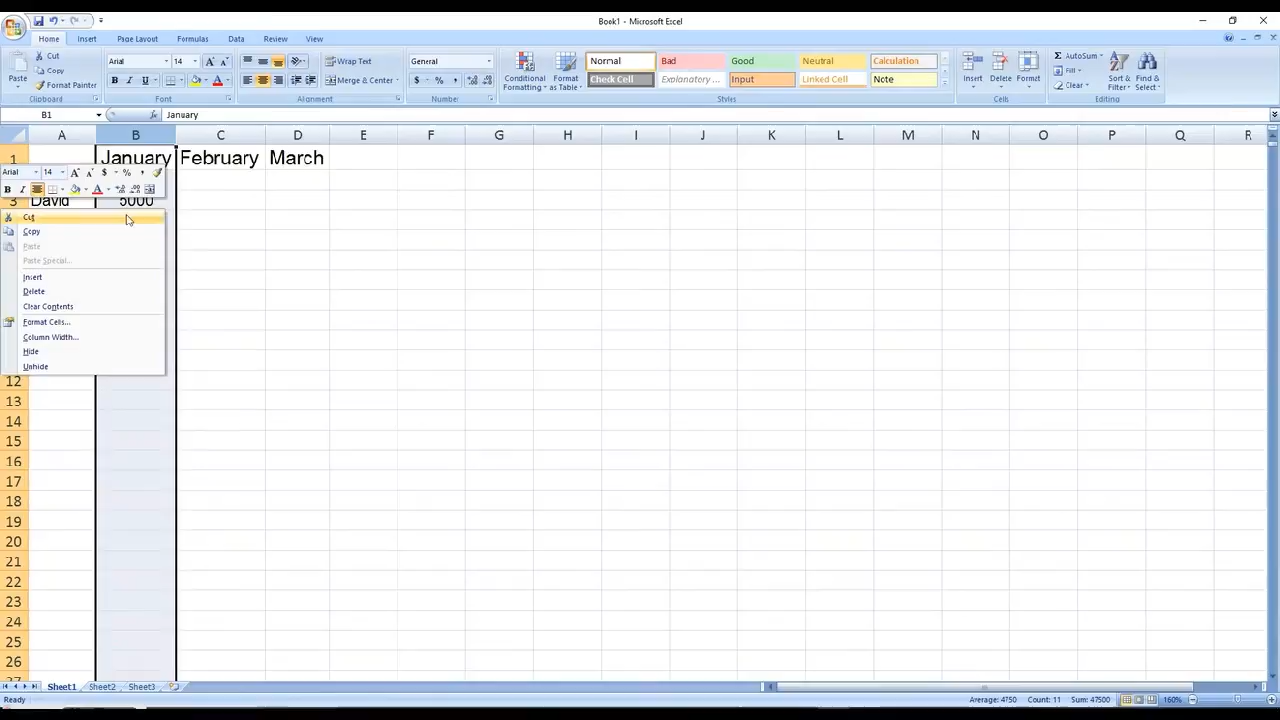 Book1 - Microsoft Excel
Home Insert Page Layout Formulas Data Review View
Paste
Cut
Copy
Format Painter
Clipboard
Arial 14
Font
Wrap Text
Merge & Center
Alignment
General
Number
Conditional Formatting
Format as Table
Normal Bad Good Neutral Calculation
Check Cell Explanatory ... Input Linked Cell Note
Styles
Insert Delete Format
Cells
AutoSum
Fill
Clear
Sort & Filter
Find & Select
Editing
B1 fx January
A B C D E F G H I J K L M N O P Q R
1 January February March
Arial 14
3 David 5000
Cut
Copy
Paste
Paste Special...
Insert
Delete
Clear Contents
Format Cells...
Column Width...
Hide
Unhide
12
13
14
15
16
17
18
19
20
21
22
23
24
25
26
Sheet1 Sheet2 Sheet3
Ready Average: 4750 Count: 11 Sum: 47500 160%